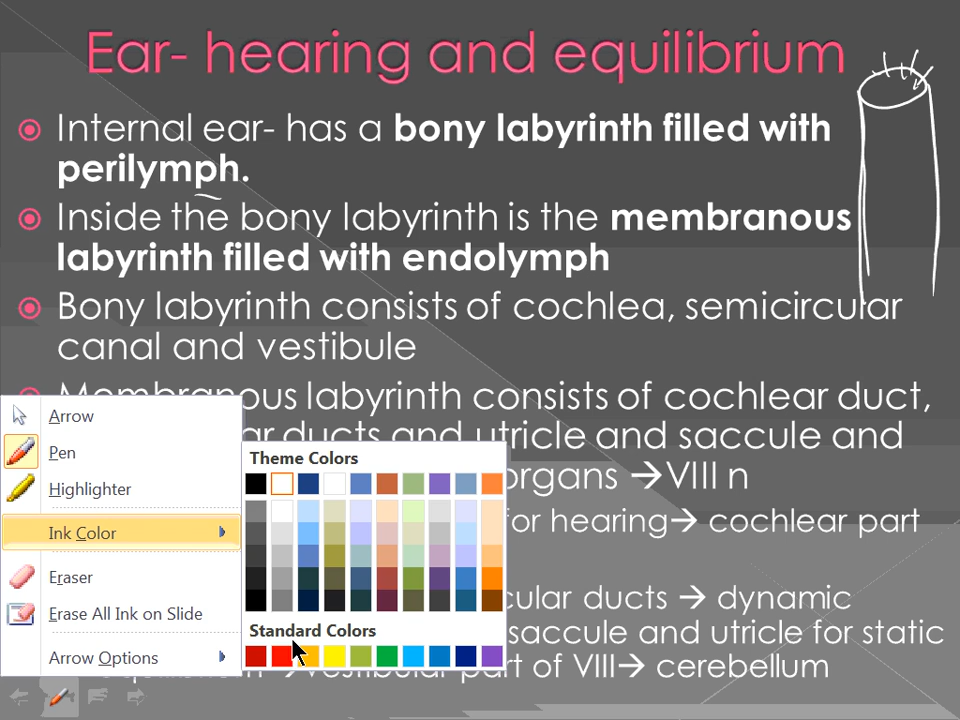 Ear- hearing and equilibrium
Internal ear- has a bony labyrinth filled with
perilymph.
Inside the bony labyrinth is the membranous
labyrinth filled with endolymph
Bony labyrinth consists of cochlea, semicircular
canal and vestibule
Membranous labyrinth consists of cochlear duct,
ducts and utricle and saccule and
organs →VIII n
for hearing→ cochlear part
ducts → dynamic
saccule and utricle for static
equilibrium →vestibular part of VIII→ cerebellum
Arrow
Pen
Highlighter
Ink Color
Eraser
Erase All Ink on Slide
Arrow Options
Theme Colors
Standard Colors